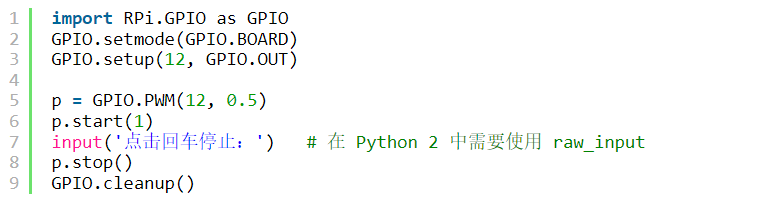 1 import RPi.GPIO as GPIO
2 GPIO.setmode(GPIO.BOARD)
3 GPIO.setup(12, GPIO.OUT)
4
5 p = GPIO.PWM(12, 0.5)
6 p.start(1)
7 input('点击回车停止：')   # 在 Python 2 中需要使用 raw_input
8 p.stop()
9 GPIO.cleanup()